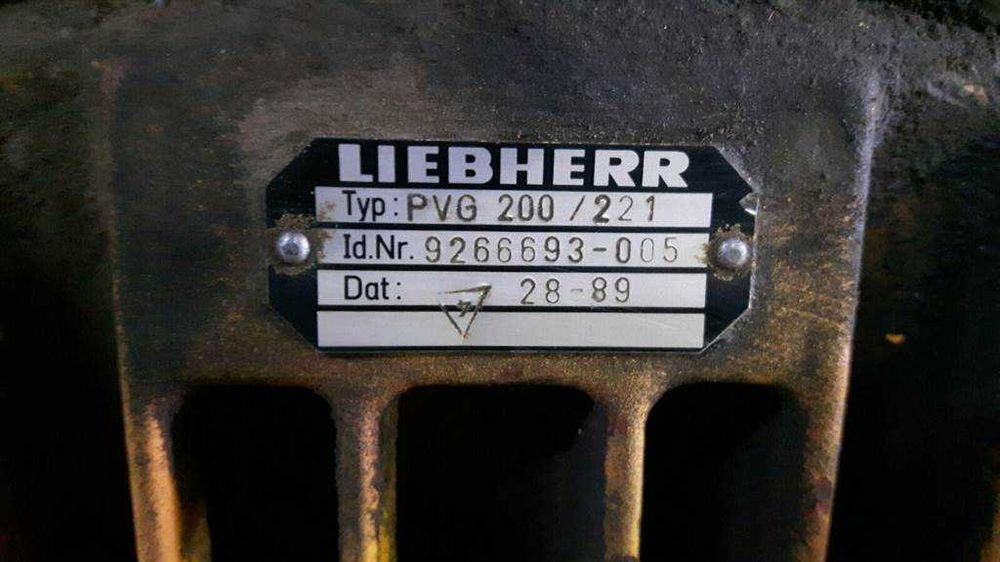 LIEBHERR
Typ: PVG 200/221
Id.Nr. 9266693-005
Dat: 28-89